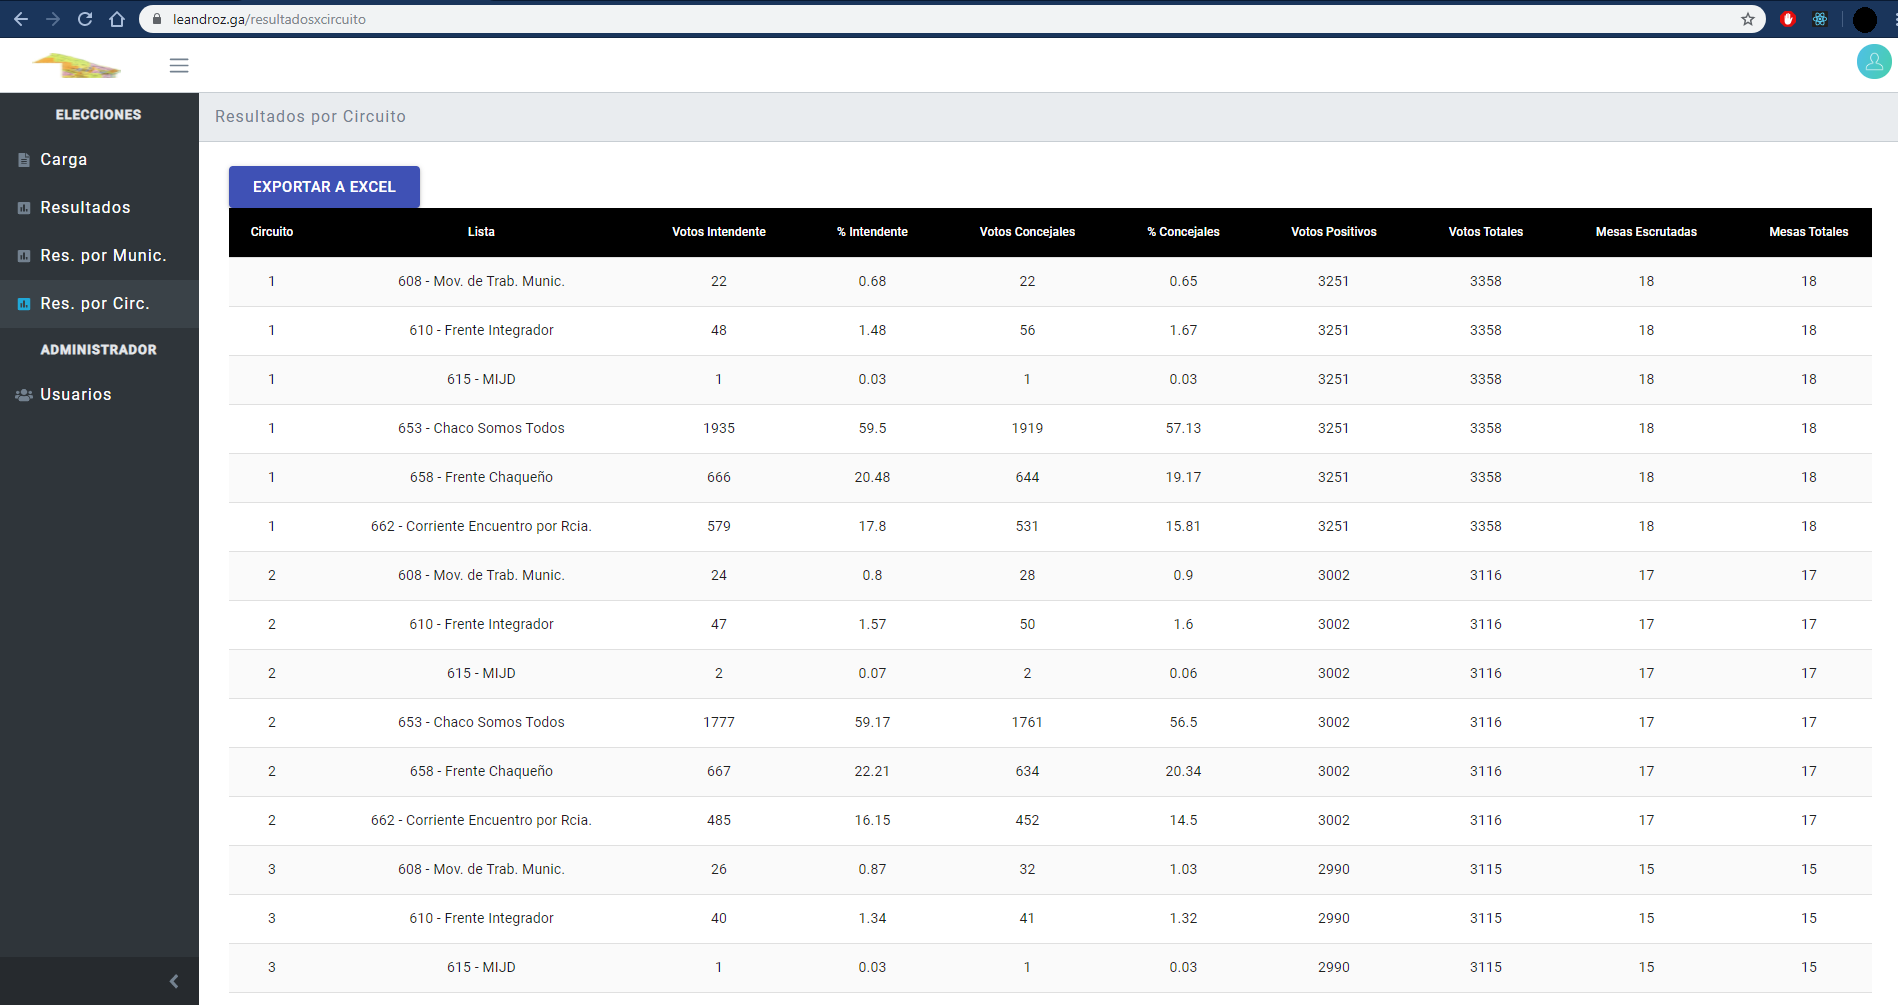 leandroz.ga/resultadosxcircuito
ELECCIONES
Carga
Resultados
Res. por Munic.
Res. por Circ.
ADMINISTRADOR
Usuarios
Resultados por Circuito
EXPORTAR A EXCEL
Circuito Lista Votos Intendente % Intendente Votos Concejales % Concejales Votos Positivos Votos Totales Mesas Escrutadas Mesas Totales
1 608 - Mov. de Trab. Munic. 22 0.68 22 0.65 3251 3358 18 18
1 610 - Frente Integrador 48 1.48 56 1.67 3251 3358 18 18
1 615 - MIJD 1 0.03 1 0.03 3251 3358 18 18
1 653 - Chaco Somos Todos 1935 59.5 1919 57.13 3251 3358 18 18
1 658 - Frente Chaqueño 666 20.48 644 19.17 3251 3358 18 18
1 662 - Corriente Encuentro por Rcia. 579 17.8 531 15.81 3251 3358 18 18
2 608 - Mov. de Trab. Munic. 24 0.8 28 0.9 3002 3116 17 17
2 610 - Frente Integrador 47 1.57 50 1.6 3002 3116 17 17
2 615 - MIJD 2 0.07 2 0.06 3002 3116 17 17
2 653 - Chaco Somos Todos 1777 59.17 1761 56.5 3002 3116 17 17
2 658 - Frente Chaqueño 667 22.21 634 20.34 3002 3116 17 17
2 662 - Corriente Encuentro por Rcia. 485 16.15 452 14.5 3002 3116 17 17
3 608 - Mov. de Trab. Munic. 26 0.87 32 1.03 2990 3115 15 15
3 610 - Frente Integrador 40 1.34 41 1.32 2990 3115 15 15
3 615 - MIJD 1 0.03 1 0.03 2990 3115 15 15